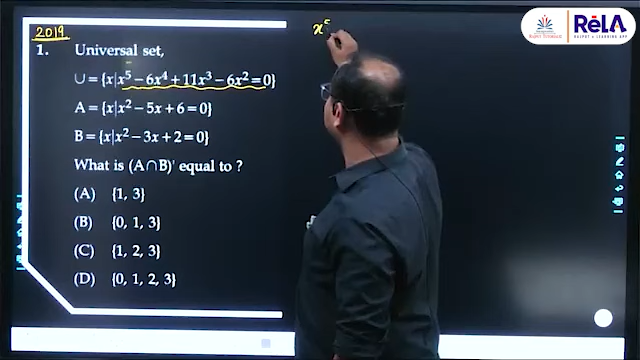 2019
x⁵
1. Universal set,
∪ = {x|x⁵ − 6x⁴ + 11x³ − 6x² = 0}
A = {x|x² − 5x + 6 = 0}
B = {x|x² − 3x + 2 = 0}
What is (A∩B)' equal to ?
(A) {1, 3}
(B) {0, 1, 3}
(C) {1, 2, 3}
(D) {0, 1, 2, 3}
RēLA